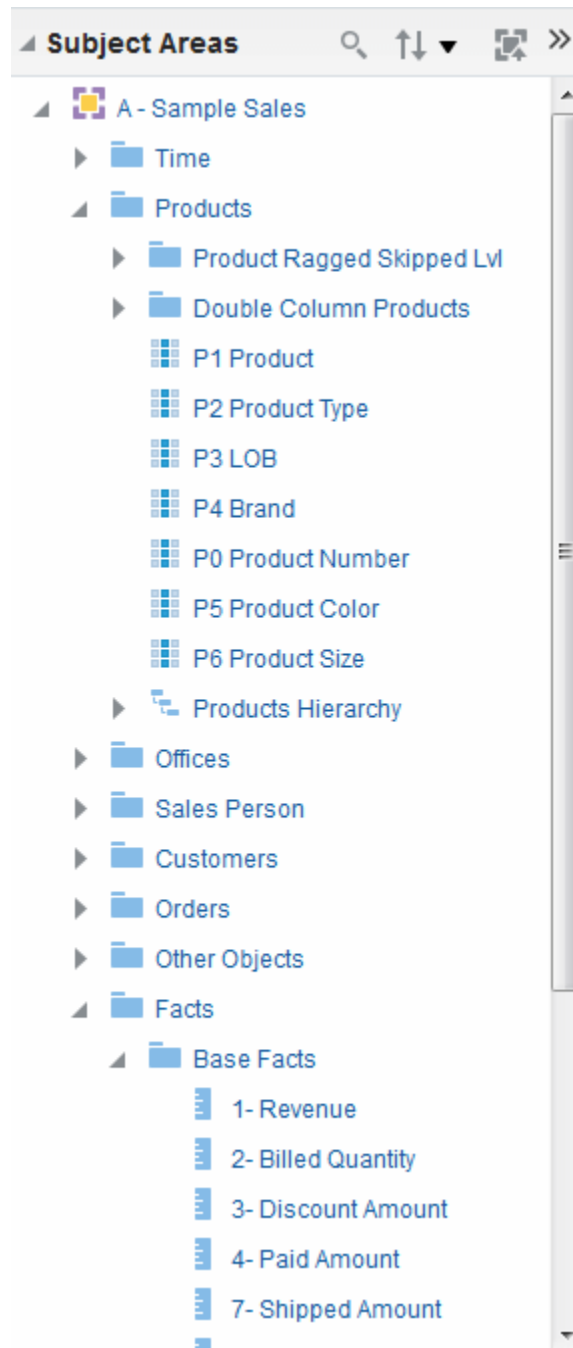 Subject Areas
A - Sample Sales
Time
Products
Product Ragged Skipped Lvl
Double Column Products
P1 Product
P2 Product Type
P3 LOB
P4 Brand
P0 Product Number
P5 Product Color
P6 Product Size
Products Hierarchy
Offices
Sales Person
Customers
Orders
Other Objects
Facts
Base Facts
1- Revenue
2- Billed Quantity
3- Discount Amount
4- Paid Amount
7- Shipped Amount